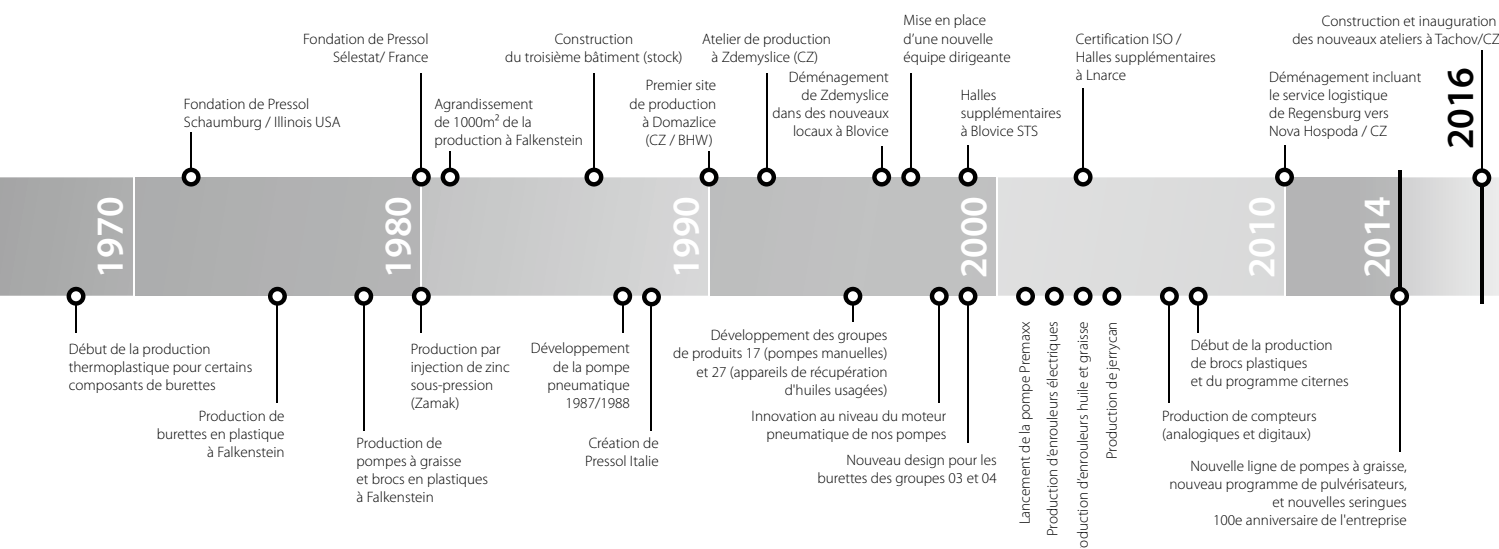 Fondation de Pressol
Schaumburg / Illinois USA
Fondation de Pressol
Sélestat/ France
Agrandissement
de 1000m² de la
production à Falkenstein
Construction
du troisième bâtiment (stock)
Premier site
de production
à Domazlice
(CZ / BHW)
Atelier de production
à Zdemyslice (CZ)
Déménagement
de Zdemyslice
dans des nouveaux
locaux à Blovice
Mise en place
d'une nouvelle
équipe dirigeante
Halles
supplémentaires
à Blovice STS
Certification ISO /
Halles supplémentaires
à Lnarce
Déménagement incluant
le service logistique
de Regensburg vers
Nova Hospoda / CZ
Construction et inauguration
des nouveaux ateliers à Tachov/CZ
2016
1970
1980
1990
2000
2010
2014
Début de la production
thermoplastique pour certains
composants de burettes
Production de
burettes en plastique
à Falkenstein
Production de
pompes à graisse
et brocs en plastiques
à Falkenstein
Production par
injection de zinc
sous-pression
(Zamak)
Développement
de la pompe
pneumatique
1987/1988
Création de
Pressol Italie
Développement des groupes
de produits 17 (pompes manuelles)
et 27 (appareils de récupération
d'huiles usagées)
Innovation au niveau du moteur
pneumatique de nos pompes
Nouveau design pour les
burettes des groupes 03 et 04
Lancement de la pompe Premaxx
Production d'enrouleurs électriques
oduction d'enrouleurs huile et graisse
Production de jerrycan
Production de compteurs
(analogiques et digitaux)
Début de la production
de brocs plastiques
et du programme citernes
Nouvelle ligne de pompes à graisse,
nouveau programme de pulvérisateurs,
et nouvelles seringues
100e anniversaire de l'entreprise